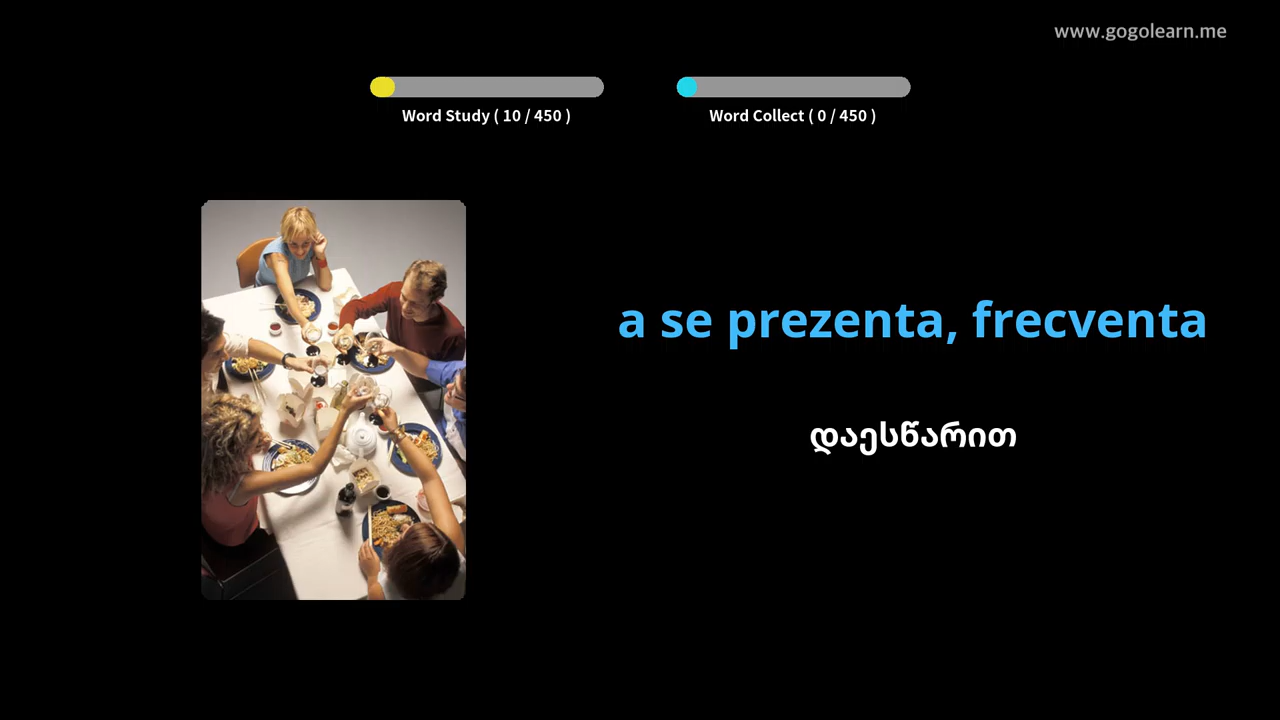 www.gogolearn.me
Word Study ( 10 / 450 )
Word Collect ( 0 / 450 )
a se prezenta, frecventa
დაესწარით